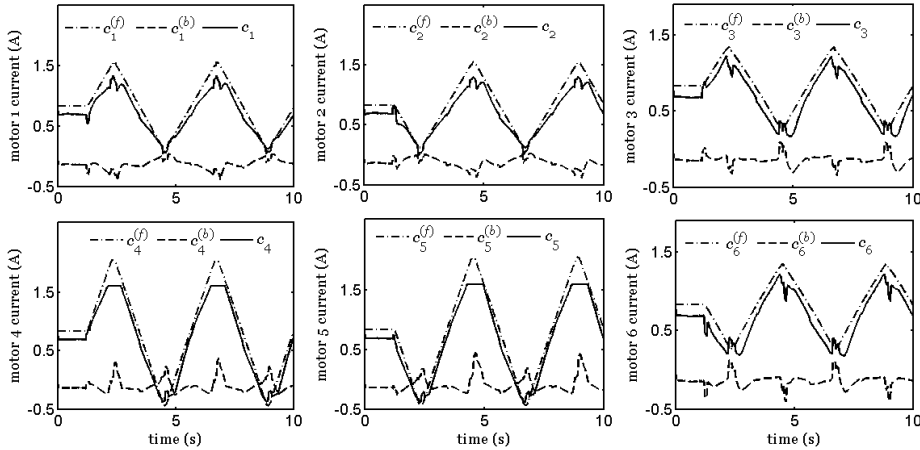 c₁⁽ᶠ⁾ c₁⁽ᵇ⁾ c₁
motor 1 current (A)
1.5
0.5
-0.5
0 5 10
c₂⁽ᶠ⁾ c₂⁽ᵇ⁾ c₂
motor 2 current (A)
1.5
0.5
-0.5
0 5 10
c₃⁽ᶠ⁾ c₃⁽ᵇ⁾ c₃
motor 3 current (A)
1.5
0.5
-0.5
0 5 10
c₄⁽ᶠ⁾ c₄⁽ᵇ⁾ c₄
motor 4 current (A)
1.5
0.5
-0.5
0 5 10
time (s)
c₅⁽ᶠ⁾ c₅⁽ᵇ⁾ c₅
motor 5 current (A)
1.5
0.5
-0.5
0 5 10
time (s)
c₆⁽ᶠ⁾ c₆⁽ᵇ⁾ c₆
motor 6 current (A)
1.5
0.5
-0.5
0 5 10
time (s)